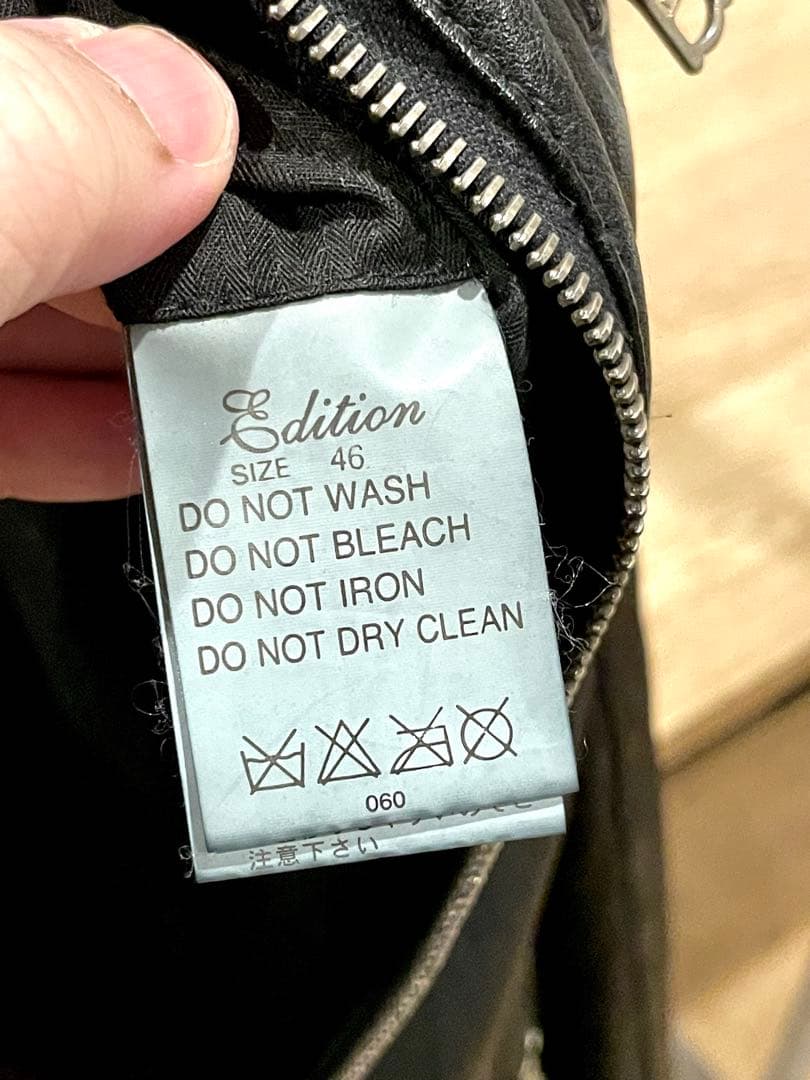 Edition
SIZE 46
DO NOT WASH
DO NOT BLEACH
DO NOT IRON
DO NOT DRY CLEAN
060
注意下さい